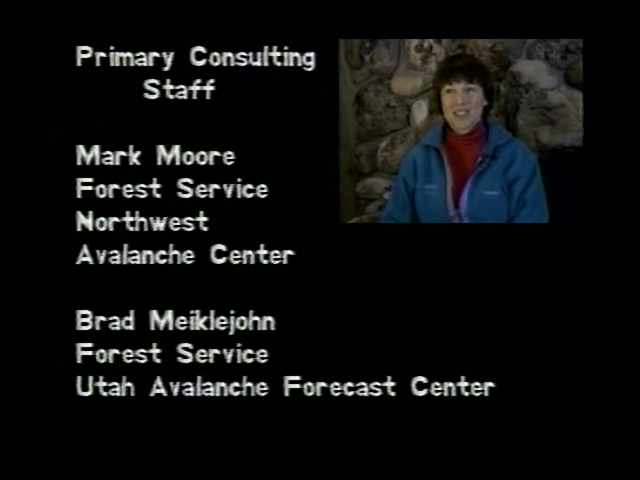 Primary Consulting
Staff
Mark Moore
Forest Service
Northwest
Avalanche Center
Brad Meiklejohn
Forest Service
Utah Avalanche Forecast Center